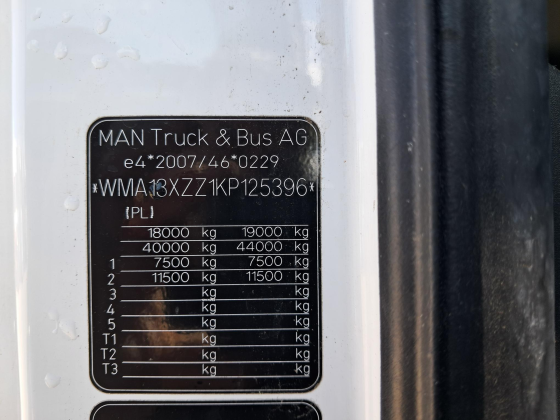 MAN Truck & Bus AG
e4*2007/46*0229
*WMA13XZZ1KP125396*
(PL)
18000 kg 19000 kg
40000 kg 44000 kg
1 7500 kg 7500 kg
2 11500 kg 11500 kg
3 kg kg
4 kg kg
5 kg kg
T1 kg kg
T2 kg kg
T3 kg kg